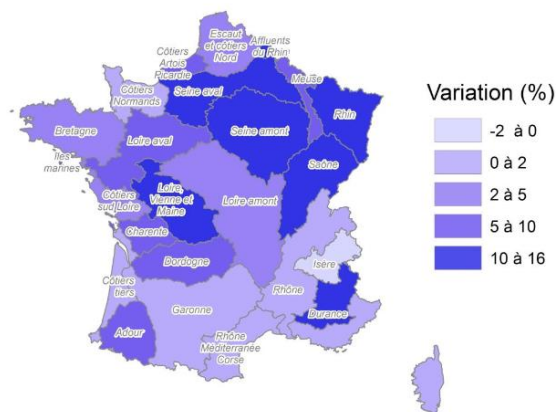 Escaut
et côtiers
Nord
Affluents
du Rhin
Côtiers
Artois
Picardie
Meuse
Côtiers
Normands
Seine aval
Rhin
Seine amont
Bretagne
Loire aval
îles
marines
Saône
Côtiers
sud Loire
Loire,
Vienne et
Maine
Loire amont
Charente
Dordogne
Isère
Côtiers
tiers
Rhône
Garonne
Durance
Adour
Rhône
Méditerranée
Corse
Variation (%)
-2 à 0
0 à 2
2 à 5
5 à 10
10 à 16